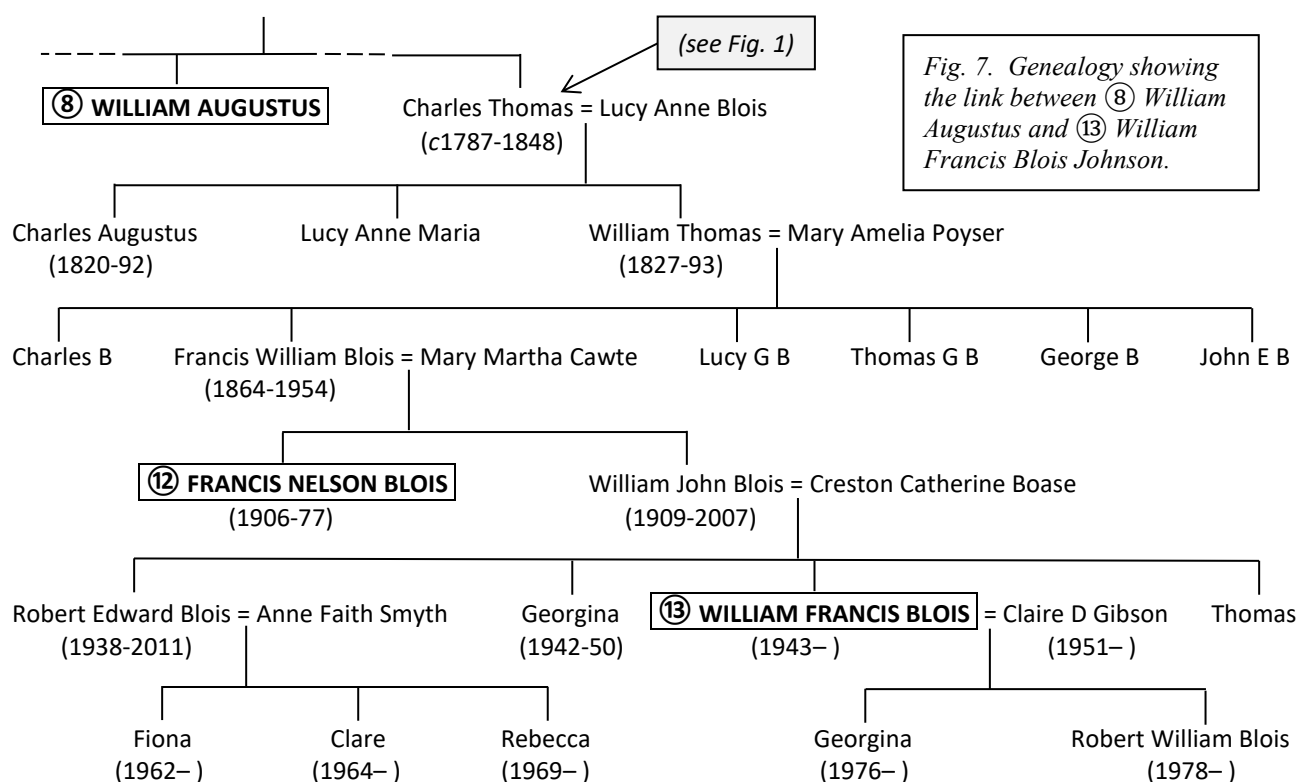 (see Fig. 1)
Fig. 7. Genealogy showing
the link between ⑧ William
Augustus and ⑬ William
Francis Blois Johnson.
⑧ WILLIAM AUGUSTUS
Charles Thomas = Lucy Anne Blois
(c1787-1848)
Charles Augustus
(1820-92)
Lucy Anne Maria
William Thomas = Mary Amelia Poyser
(1827-93)
Charles B
Francis William Blois = Mary Martha Cawte
(1864-1954)
Lucy G B
Thomas G B
George B
John E B
⑫ FRANCIS NELSON BLOIS
(1906-77)
William John Blois = Creston Catherine Boase
(1909-2007)
Robert Edward Blois = Anne Faith Smyth
(1938-2011)
Georgina
(1942-50)
⑬ WILLIAM FRANCIS BLOIS = Claire D Gibson
(1943– ) (1951– )
Thomas
Fiona
(1962– )
Clare
(1964– )
Rebecca
(1969– )
Georgina
(1976– )
Robert William Blois
(1978– )